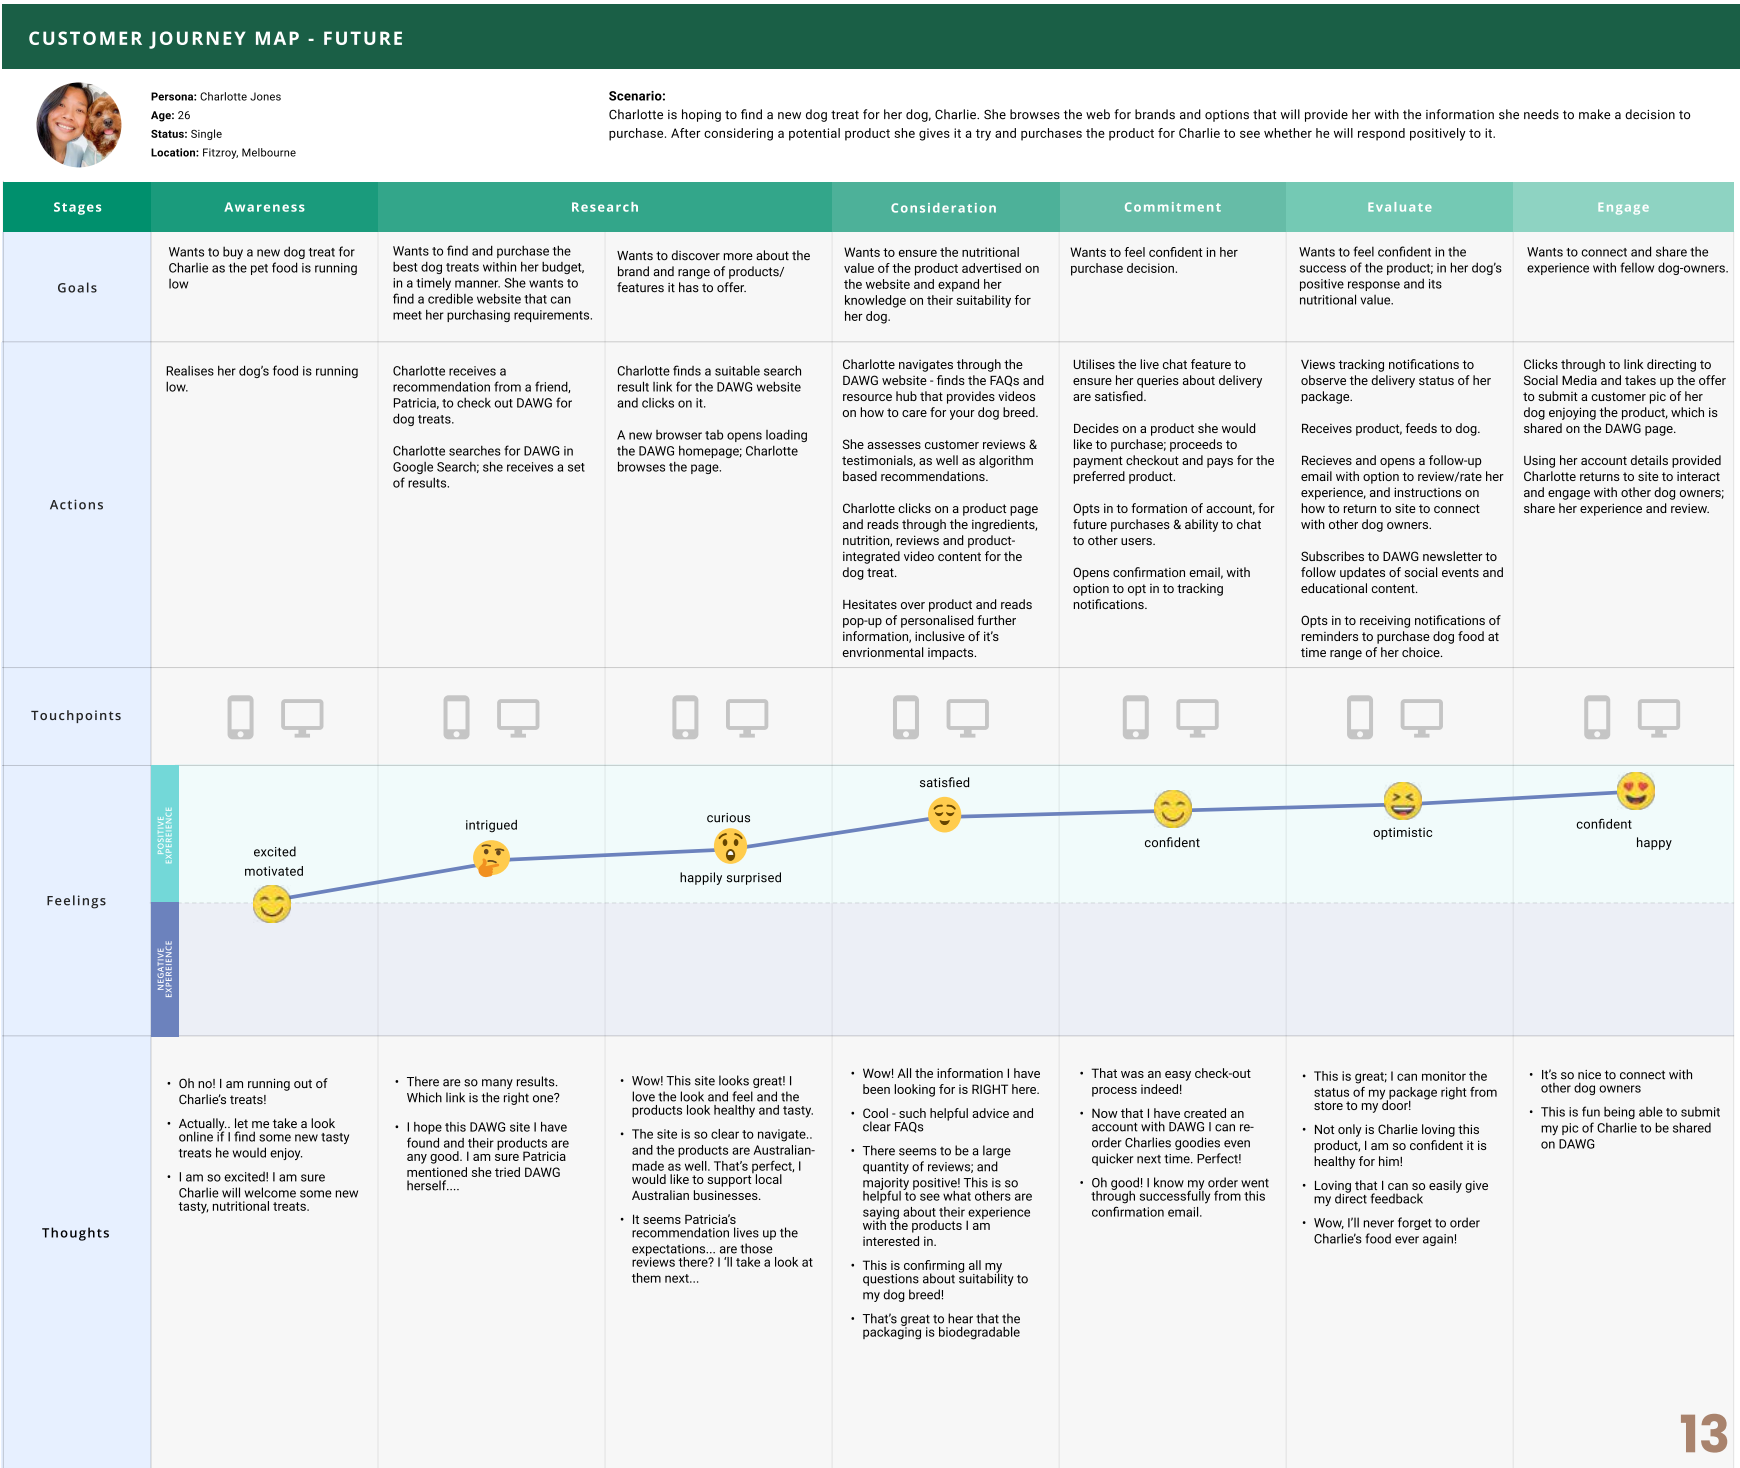 CUSTOMER JOURNEY MAP - FUTURE
Persona: Charlotte Jones
Age: 26
Status: Single
Location: Fitzroy, Melbourne
Scenario:
Charlotte is hoping to find a new dog treat for her dog, Charlie. She browses the web for brands and options that will provide her with the information she needs to make a decision to
purchase. After considering a potential product she gives it a try and purchases the product for Charlie to see whether he will respond positively to it.
Stages
Awareness
Research
Consideration
Commitment
Evaluate
Engage
Goals
Wants to buy a new dog treat for
Charlie as the pet food is running
low
Wants to find and purchase the
best dog treats within her budget,
in a timely manner. She wants to
find a credible website that can
meet her purchasing requirements.
Wants to discover more about the
brand and range of products/
features it has to offer.
Wants to ensure the nutritional
value of the product advertised on
the website and expand her
knowledge on their suitability for
her dog.
Wants to feel confident in her
purchase decision.
Wants to feel confident in the
success of the product; in her dog's
positive response and its
nutritional value.
Wants to connect and share the
experience with fellow dog-owners.
Actions
Realises her dog's food is running
low.
Charlotte receives a
recommendation from a friend,
Patricia, to check out DAWG for
dog treats.
Charlotte searches for DAWG in
Google Search; she receives a set
of results.
Charlotte finds a suitable search
result link for the DAWG website
and clicks on it.
A new browser tab opens loading
the DAWG homepage; Charlotte
browses the page.
Charlotte navigates through the
DAWG website - finds the FAQs and
resource hub that provides videos
on how to care for your dog breed.
She assesses customer reviews &
testimonials, as well as algorithm
based recommendations.
Charlotte clicks on a product page
and reads through the ingredients,
nutrition, reviews and product-
integrated video content for the
dog treat.
Hesitates over product and reads
pop-up of personalised further
information, inclusive of it's
envrionmental impacts.
Utilises the live chat feature to
ensure her queries about delivery
are satisfied.
Decides on a product she would
like to purchase; proceeds to
payment checkout and pays for the
preferred product.
Opts in to formation of account, for
future purchases & ability to chat
to other users.
Opens confirmation email, with
option to opt in to tracking
notifications.
Views tracking notifications to
observe the delivery status of her
package.
Receives product, feeds to dog.
Recieves and opens a follow-up
email with option to review/rate her
experience, and instructions on
how to return to site to connect
with other dog owners.
Subscribes to DAWG newsletter to
follow updates of social events and
educational content.
Opts in to receiving notifications of
reminders to purchase dog food at
time range of her choice.
Clicks through to link directing to
Social Media and takes up the offer
to submit a customer pic of her
dog enjoying the product, which is
shared on the DAWG page.
Using her account details provided
Charlotte returns to site to interact
and engage with other dog owners;
share her experience and review.
Touchpoints
Feelings
POSITIVE
EXPEREIENCE
NEGATIVE
EXPEREIENCE
excited
motivated
intrigued
curious
happily surprised
satisfied
confident
optimistic
confident
happy
Thoughts
• Oh no! I am running out of
Charlie's treats!
• Actually.. let me take a look
online if I find some new tasty
treats he would enjoy.
• I am so excited! I am sure
Charlie will welcome some new
tasty, nutritional treats.
• There are so many results.
Which link is the right one?
• I hope this DAWG site I have
found and their products are
any good. I am sure Patricia
mentioned she tried DAWG
herself....
• Wow! This site looks great! I
love the look and feel and the
products look healthy and tasty.
• The site is so clear to navigate..
and the products are Australian-
made as well. That's perfect, I
would like to support local
Australian businesses.
• It seems Patricia's
recommendation lives up the
expectations... are those
reviews there? I 'll take a look at
them next...
• Wow! All the information I have
been looking for is RIGHT here.
• Cool - such helpful advice and
clear FAQs
• There seems to be a large
quantity of reviews; and
majority positive! This is so
helpful to see what others are
saying about their experience
with the products I am
interested in.
• This is confirming all my
questions about suitability to
my dog breed!
• That's great to hear that the
packaging is biodegradable
• That was an easy check-out
process indeed!
• Now that I have created an
account with DAWG I can re-
order Charlies goodies even
quicker next time. Perfect!
• Oh good! I know my order went
through successfully from this
confirmation email.
• This is great; I can monitor the
status of my package right from
store to my door!
• Not only is Charlie loving this
product, I am so confident it is
healthy for him!
• Loving that I can so easily give
my direct feedback
• Wow, I'll never forget to order
Charlie's food ever again!
• It's so nice to connect with
other dog owners
• This is fun being able to submit
my pic of Charlie to be shared
on DAWG
13